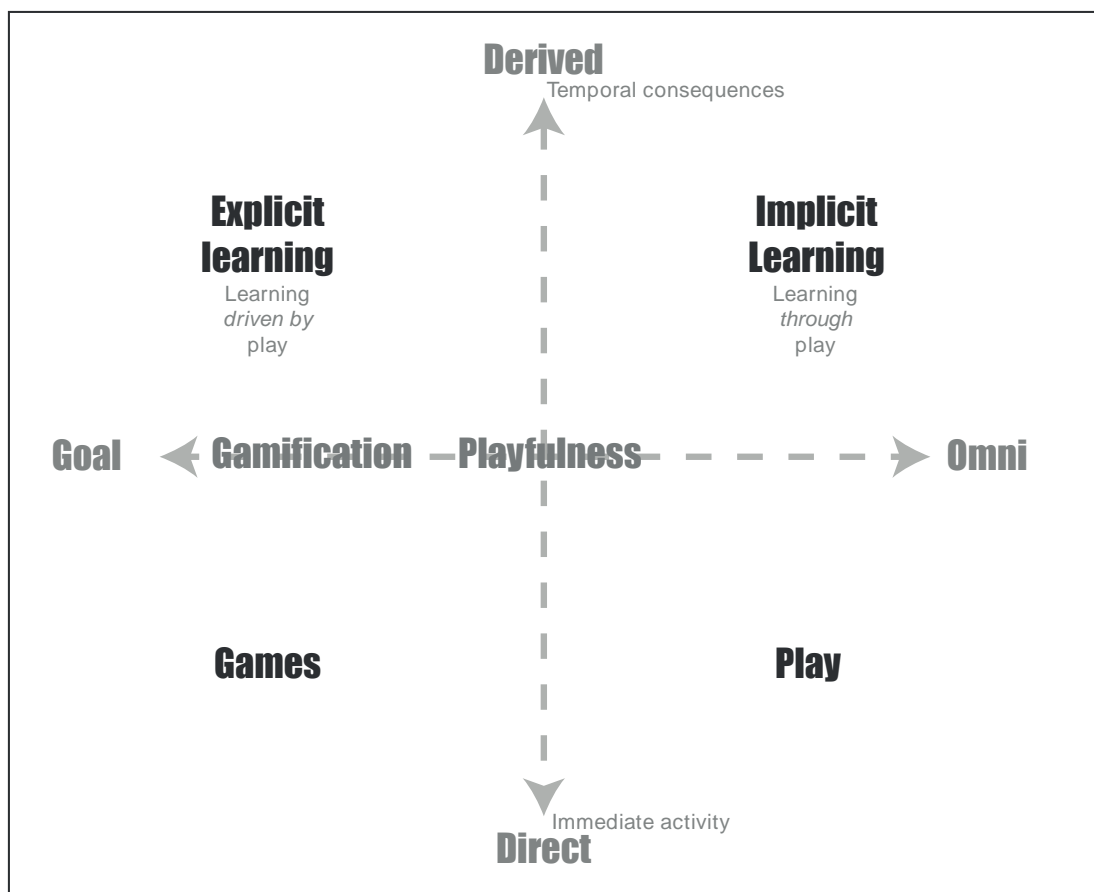 Derived
Temporal consequences
Explicit
learning
Learning
driven by
play
Implicit
Learning
Learning
through
play
Goal
Gamification
Playfulness
Omni
Games
Play
Immediate activity
Direct